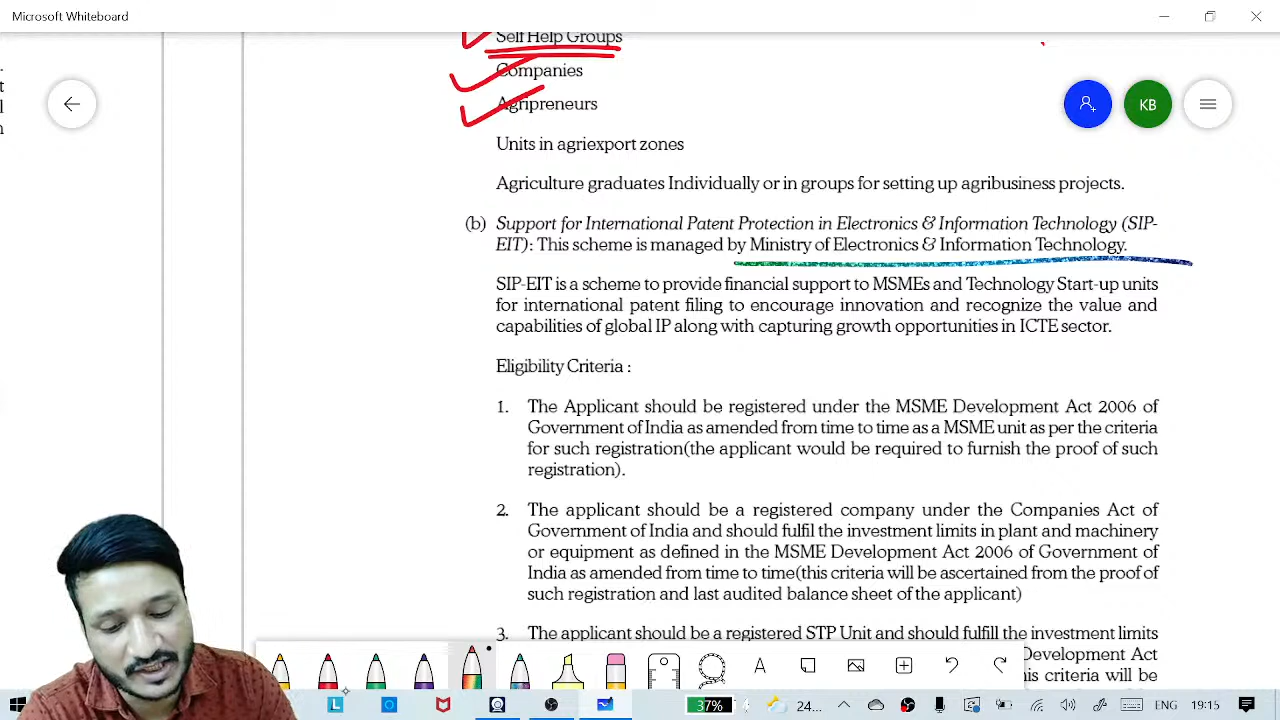 Microsoft Whiteboard
.
t
l
n
Self Help Groups
Companies
Agripreneurs
KB
Units in agriexport zones
Agriculture graduates Individually or in groups for setting up agribusiness projects.
(b) Support for International Patent Protection in Electronics & Information Technology (SIP-
EIT): This scheme is managed by Ministry of Electronics & Information Technology.
SIP-EIT is a scheme to provide financial support to MSMEs and Technology Start-up units
for international patent filing to encourage innovation and recognize the value and
capabilities of global IP along with capturing growth opportunities in ICTE sector.
Eligibility Criteria :
1. The Applicant should be registered under the MSME Development Act 2006 of
Government of India as amended from time to time as a MSME unit as per the criteria
for such registration(the applicant would be required to furnish the proof of such
registration).
2. The applicant should be a registered company under the Companies Act of
Government of India and should fulfil the investment limits in plant and machinery
or equipment as defined in the MSME Development Act 2006 of Government of
India as amended from time to time(this criteria will be ascertained from the proof of
such registration and last audited balance sheet of the applicant)
3. The applicant should be a registered STP Unit and should fulfill the investment limits
Development Act
his criteria will be
A
L
O
37%
24...
ENG
19:15